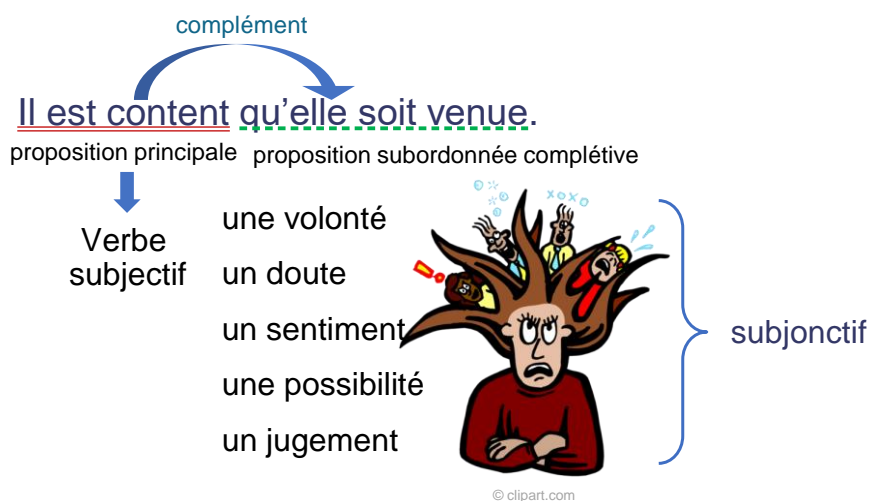 complément
Il est content qu'elle soit venue.
proposition principale proposition subordonnée complétive
Verbe
subjectif
une volonté
un doute
un sentiment
une possibilité
un jugement
xoxo
subjonctif
© clipart.com